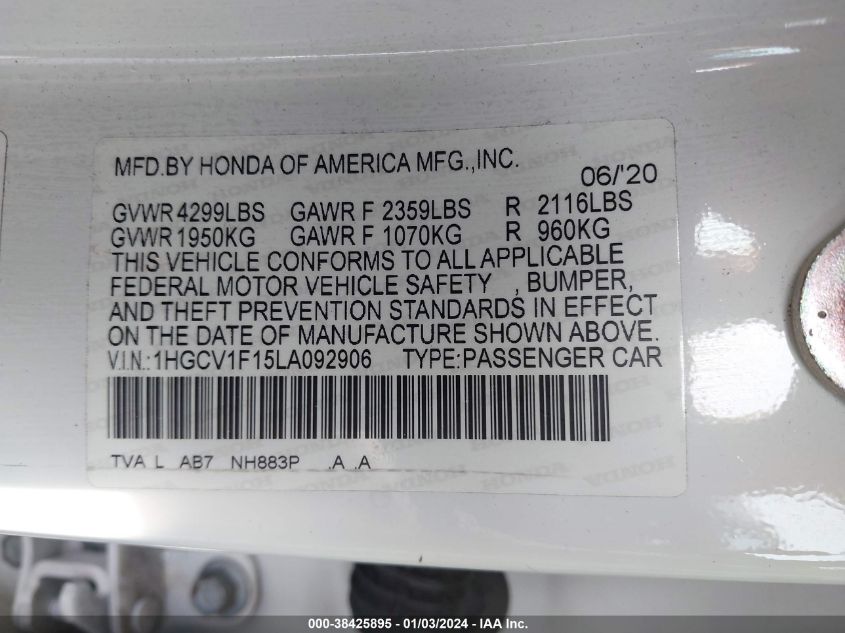 MFD.BY HONDA OF AMERICA MFG.,INC. 06/'20
GVWR 4299LBS GAWR F 2359LBS R 2116LBS
GVWR 1950KG GAWR F 1070KG R 960KG
THIS VEHICLE CONFORMS TO ALL APPLICABLE
FEDERAL MOTOR VEHICLE SAFETY , BUMPER,
AND THEFT PREVENTION STANDARDS IN EFFECT
ON THE DATE OF MANUFACTURE SHOWN ABOVE.
V.I.N.:1HGCV1F15LA092906 TYPE:PASSENGER CAR
TVA L AB7 NH883P .A .A
000-38425895 - 01/03/2024 - IAA Inc.